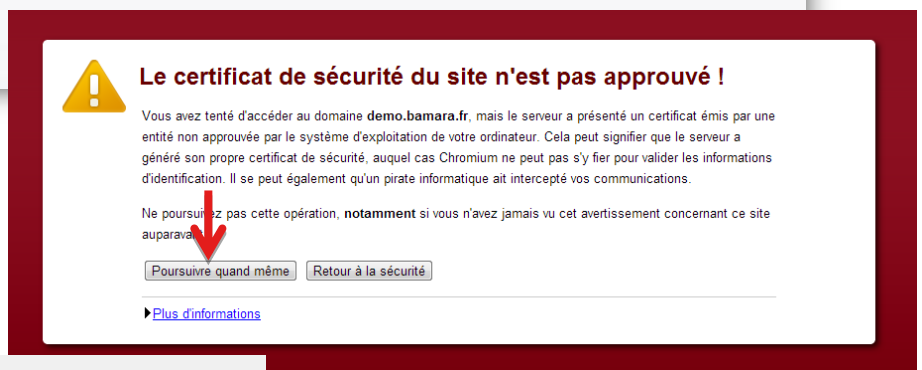 Le certificat de sécurité du site n'est pas approuvé !
Vous avez tenté d'accéder au domaine demo.bamara.fr, mais le serveur a présenté un certificat émis par une
entité non approuvée par le système d'exploitation de votre ordinateur. Cela peut signifier que le serveur a
généré son propre certificat de sécurité, auquel cas Chromium ne peut pas s'y fier pour valider les informations
d'identification. Il se peut également qu'un pirate informatique ait intercepté vos communications.
Ne poursuivez pas cette opération, notamment si vous n'avez jamais vu cet avertissement concernant ce site
auparavant.
Poursuivre quand même Retour à la sécurité
Plus d'informations